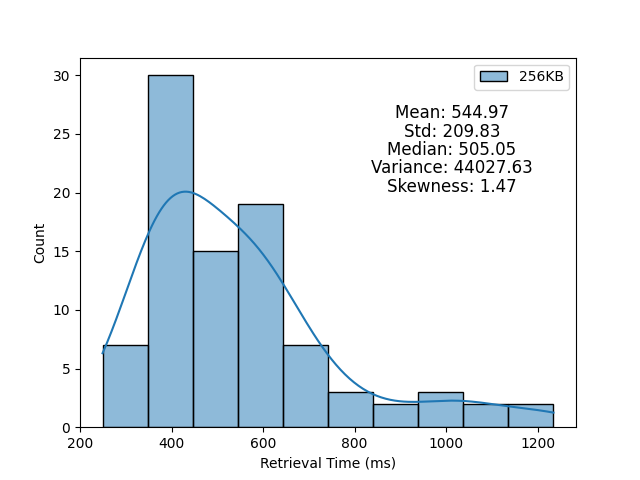 256KB
Mean: 544.97
Std: 209.83
Median: 505.05
Variance: 44027.63
Skewness: 1.47
30
25
20
15
10
5
0
Count
200 400 600 800 1000 1200
Retrieval Time (ms)